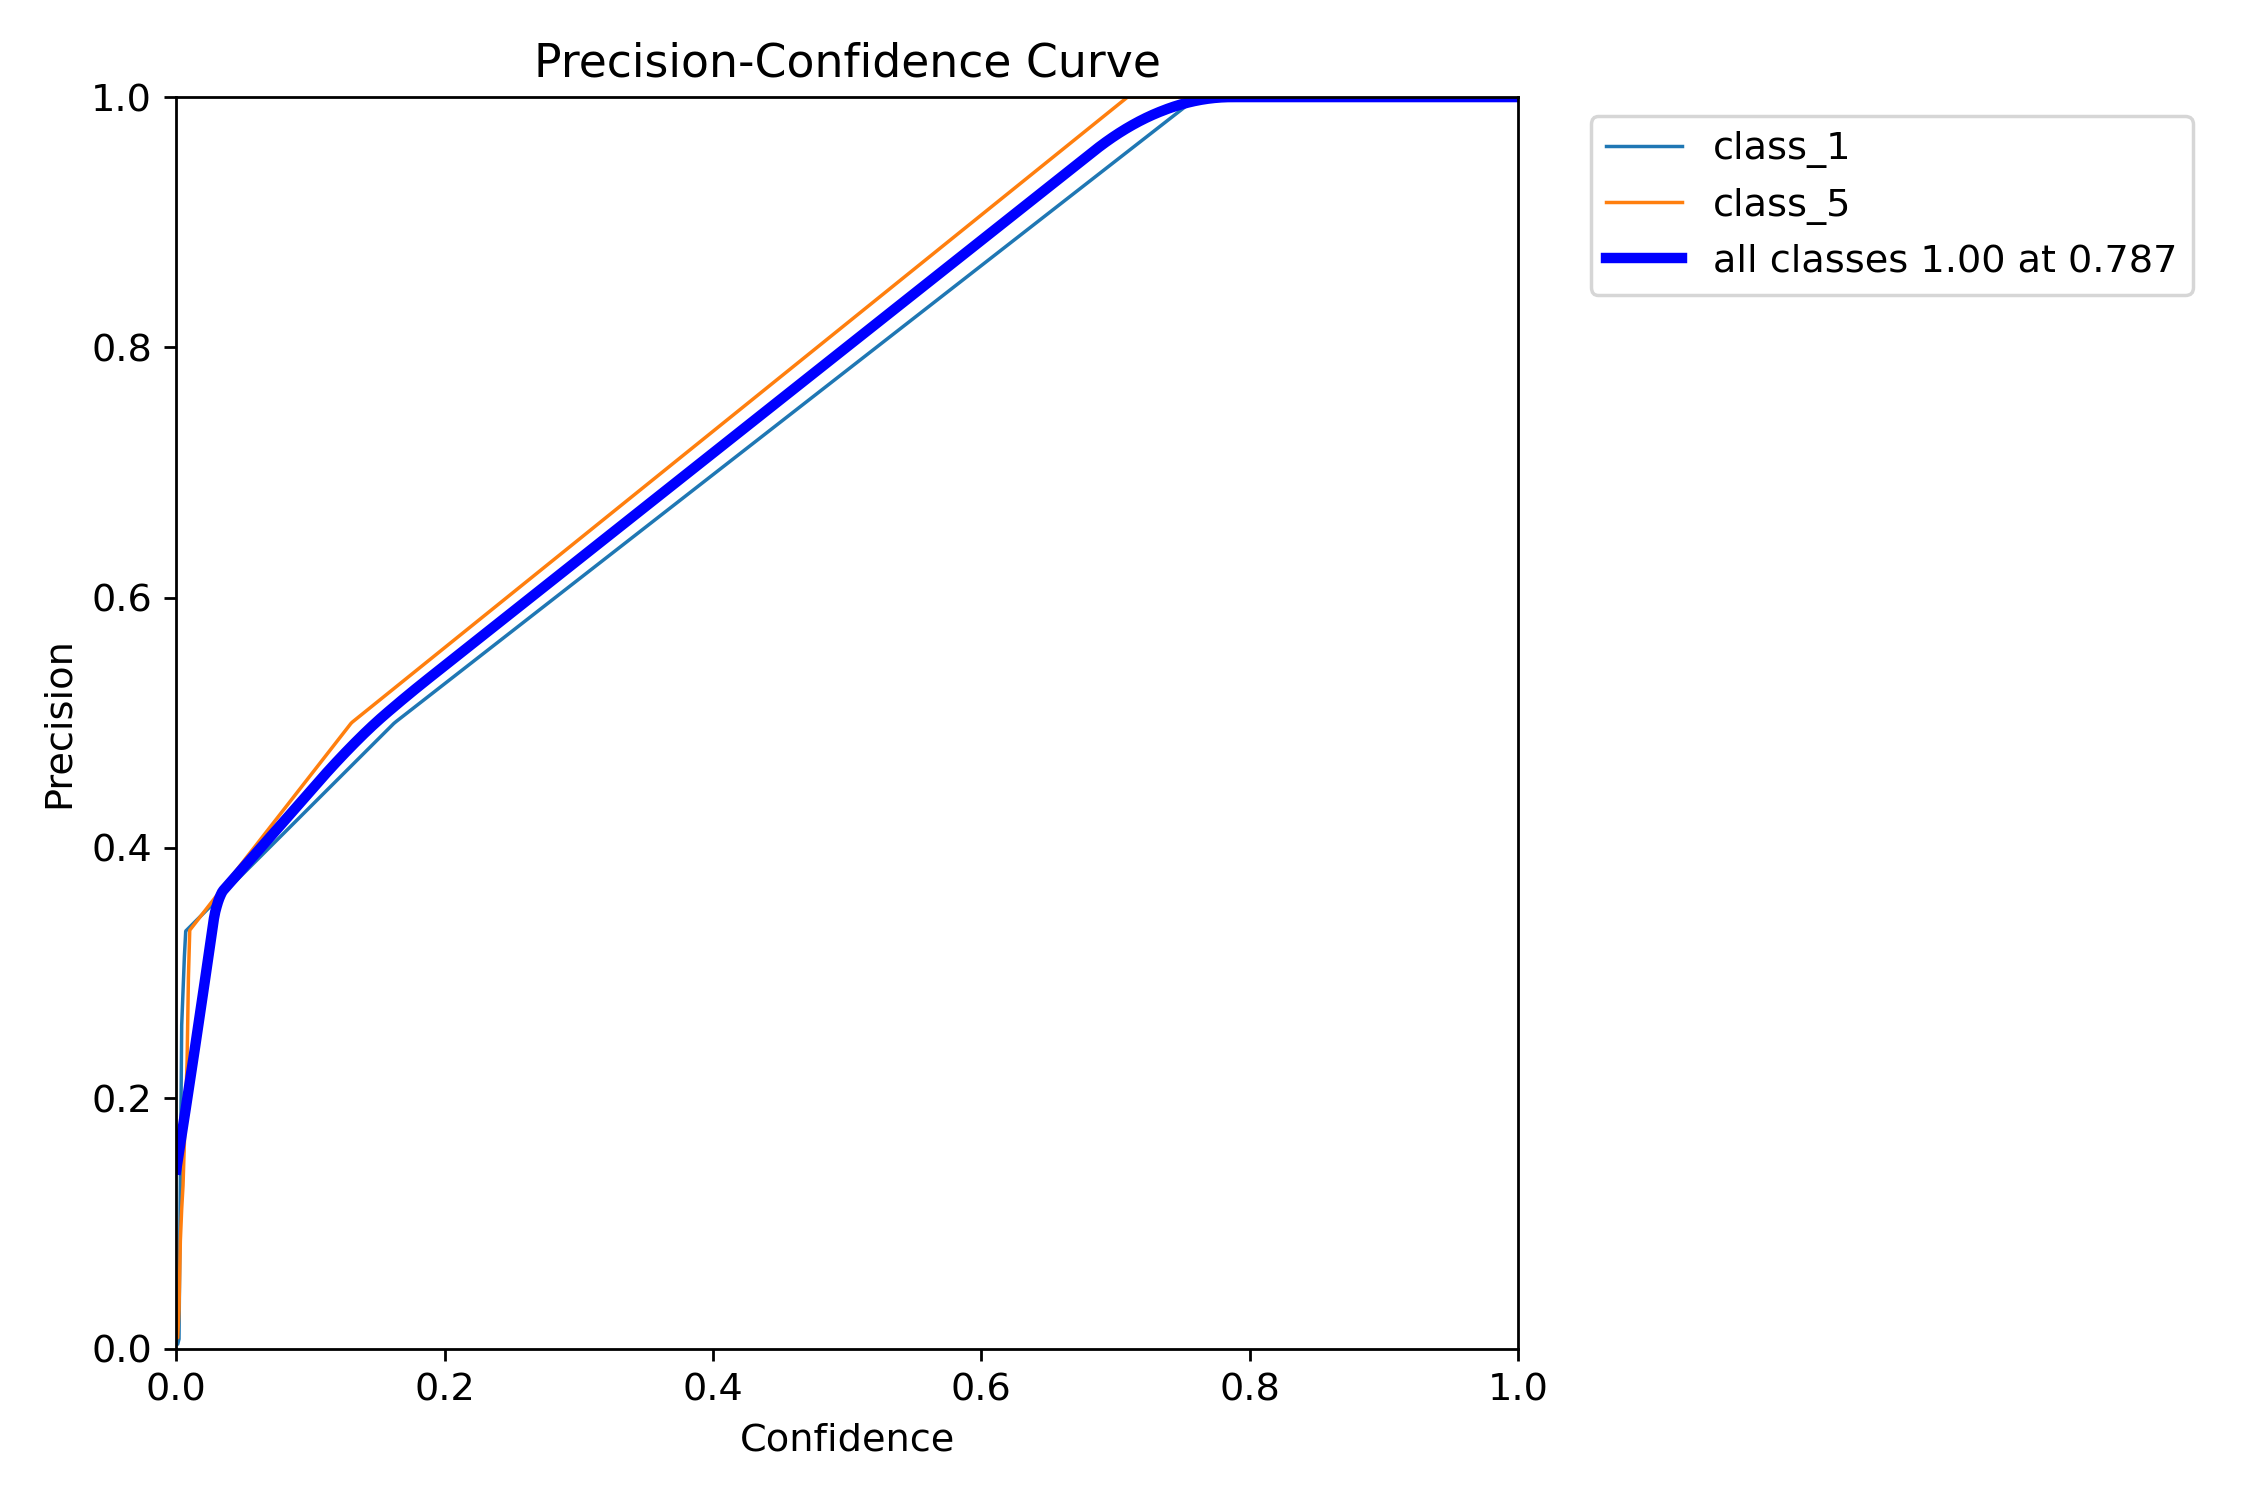 Precision-Confidence Curve
1.0
0.8
0.6
0.4
0.2
0.0
Precision
0.0 0.2 0.4 0.6 0.8 1.0
Confidence
class_1
class_5
all classes 1.00 at 0.787